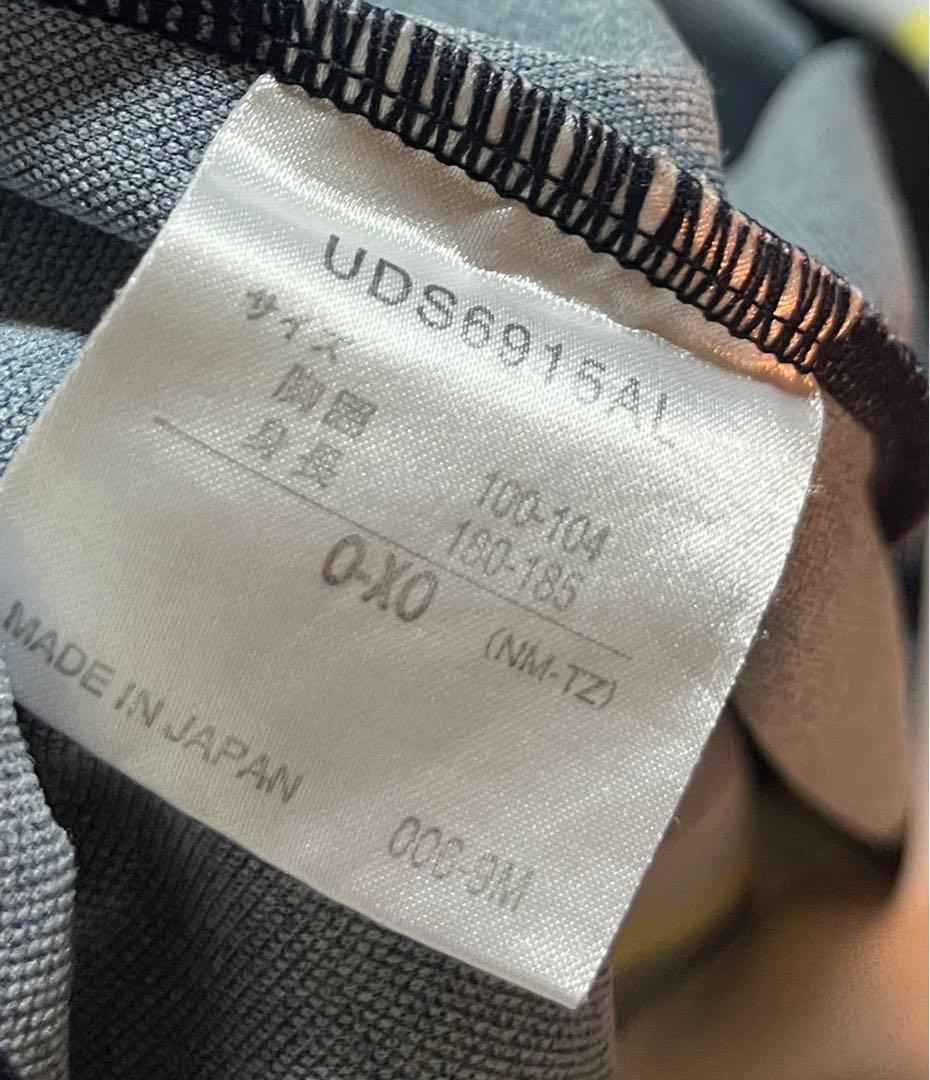 UDS6915AL
サイズ
胸囲 100-104
身長 180-185
O-XO
(NM-TZ)
MADE IN JAPAN
000-9M